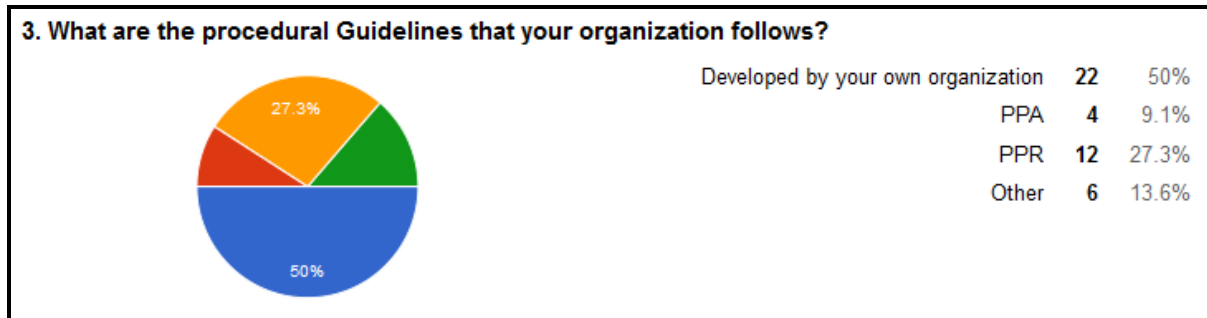 3. What are the procedural Guidelines that your organization follows?
27.3%
50%
Developed by your own organization 22 50%
PPA 4 9.1%
PPR 12 27.3%
Other 6 13.6%